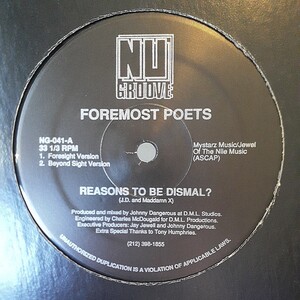 NU
GROOVE
FOREMOST POETS
NG-041-A
33 1/3 RPM
1. Foresight Version
2. Beyond Sight Version
Mystarz Music/Jewel
Of The Nile Music
(ASCAP)
REASONS TO BE DISMAL?
(J.D. and Maddamn X)
Produced and mixed by Johnny Dangerous at D.M.L. Studios.
Engineered by Charles McDougald for D.M.L. Productions, Inc.
Executive Producers: Jay Jewell and Johnny Dangerous.
Extra Special Thanks to Tony Humphries.
(212) 398-1855
UNAUTHORIZED DUPLICATION IS A VIOLATION OF APPLICABLE LAWS.